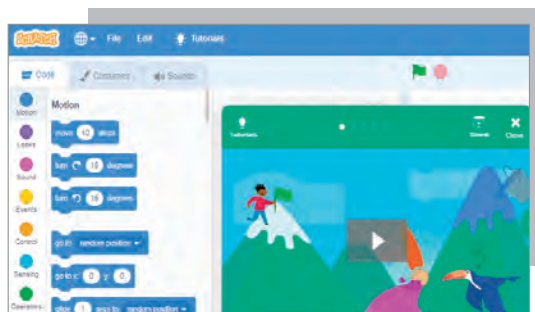 SCRATCH File Edit Tutorials
Code Costumes Sounds
Motion
Motion
Looks
Sound
Events
Control
Sensing
Operators
move 10 steps
turn 15 degrees
turn 15 degrees
go to random position
go to x: 0 y: 0
glide 1 secs to random position
Tutorials
Shrink
Close